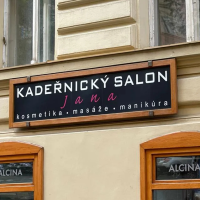 KADEŘNICKÝ SALON
Jana
kosmetika • masáže • manikúra
ALCINA
ALCINA